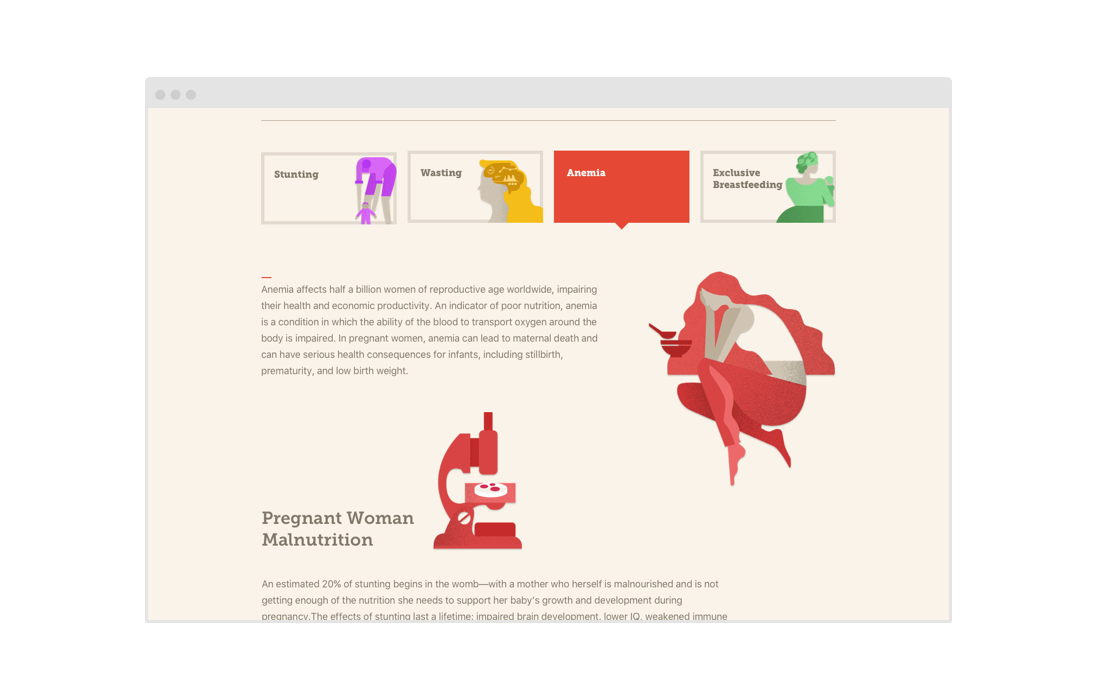 Stunting
Wasting
Anemia
Exclusive
Breastfeeding
Anemia affects half a billion women of reproductive age worldwide, impairing
their health and economic productivity. An indicator of poor nutrition, anemia
is a condition in which the ability of the blood to transport oxygen around the
body is impaired. In pregnant women, anemia can lead to maternal death and
can have serious health consequences for infants, including stillbirth,
prematurity, and low birth weight.
Pregnant Woman
Malnutrition
An estimated 20% of stunting begins in the womb—with a mother who herself is malnourished and is not
getting enough of the nutrition she needs to support her baby's growth and development during
pregnancy.The effects of stunting last a lifetime: impaired brain development, lower IQ, weakened immune